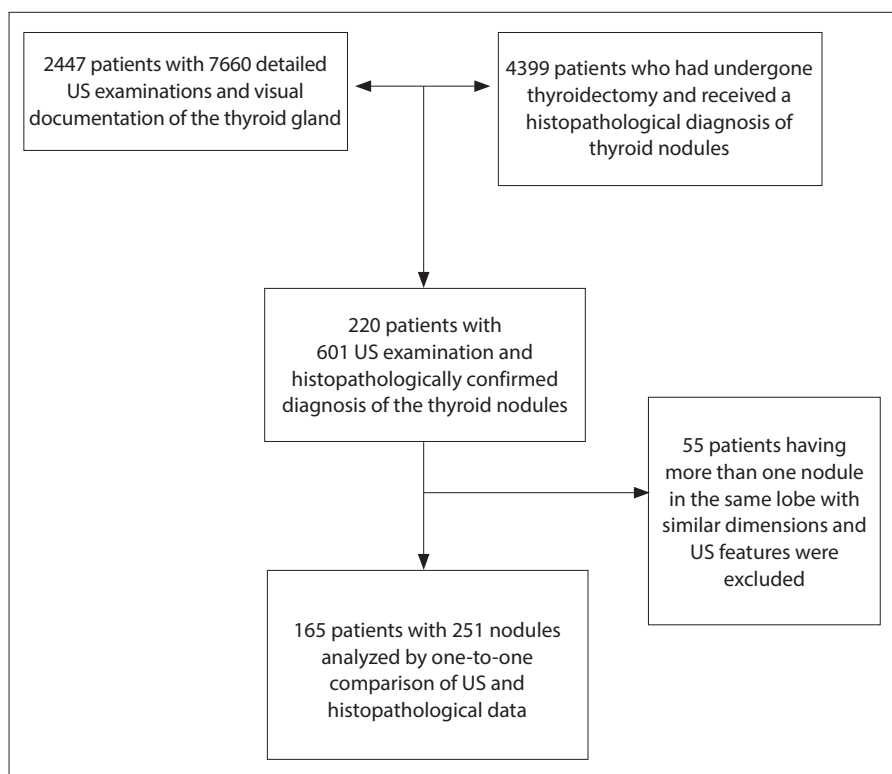 2447 patients with 7660 detailed
US examinations and visual
documentation of the thyroid gland
4399 patients who had undergone
thyroidectomy and received a
histopathological diagnosis of
thyroid nodules
220 patients with
601 US examination and
histopathologically confirmed
diagnosis of the thyroid nodules
55 patients having
more than one nodule
in the same lobe with
similar dimensions and
US features were
excluded
165 patients with 251 nodules
analyzed by one-to-one
comparison of US and
histopathological data